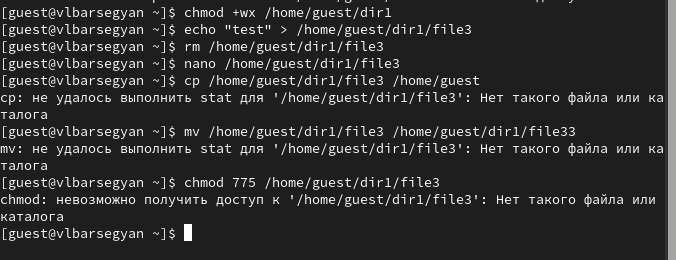 [guest@vlbarsegyan ~]$ chmod +wx /home/guest/dir1
[guest@vlbarsegyan ~]$ echo "test" > /home/guest/dir1/file3
[guest@vlbarsegyan ~]$ rm /home/guest/dir1/file3
[guest@vlbarsegyan ~]$ nano /home/guest/dir1/file3
[guest@vlbarsegyan ~]$ cp /home/guest/dir1/file3 /home/guest
cp: не удалось выполнить stat для '/home/guest/dir1/file3': Нет такого файла или ка
талога
[guest@vlbarsegyan ~]$ mv /home/guest/dir1/file3 /home/guest/file33
mv: не удалось выполнить stat для '/home/guest/dir1/file3': Нет такого файла или ка
талога
[guest@vlbarsegyan ~]$ chmod 775 /home/guest/dir1/file3
chmod: невозможно получить доступ к '/home/guest/dir1/file3': Нет такого файла или
каталога
[guest@vlbarsegyan ~]$